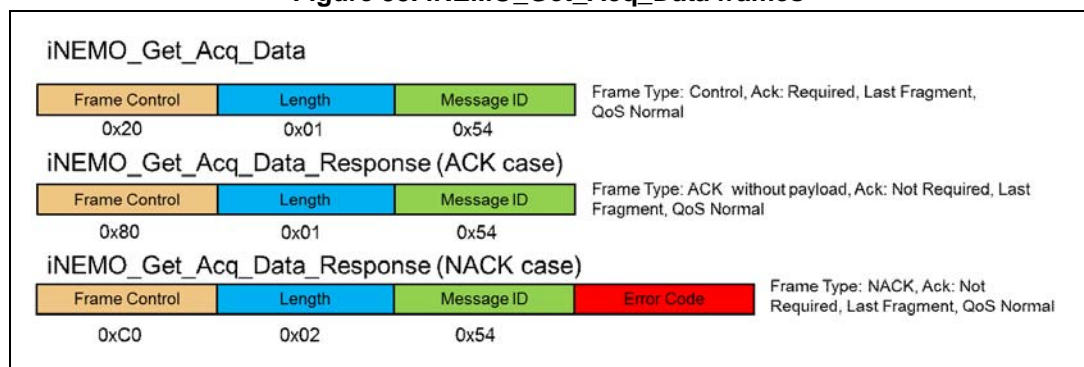 iNEMO_Get_Acq_Data
Frame Control Length Message ID
Frame Type: Control, Ack: Required, Last Fragment,
QoS Normal
0x20 0x01 0x54
iNEMO_Get_Acq_Data_Response (ACK case)
Frame Control Length Message ID
Frame Type: ACK without payload, Ack: Not Required, Last
Fragment, QoS Normal
0x80 0x01 0x54
iNEMO_Get_Acq_Data_Response (NACK case)
Frame Control Length Message ID Error Code
Frame Type: NACK, Ack: Not
Required, Last Fragment, QoS Normal
0xC0 0x02 0x54